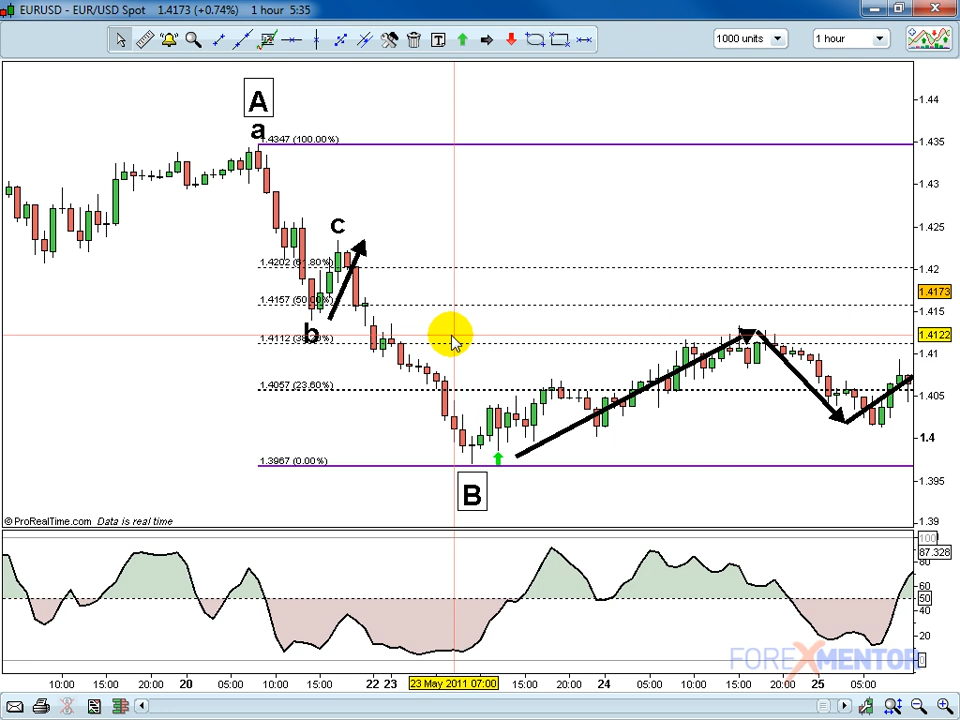 EURUSD - EUR/USD Spot 1.4173 (+0.74%) 1 hour 5:35
1000 units 1 hour
A
a
1.4347 (100.00%)
c
1.4202 (61.80%)
1.4157 (50.00%)
b
1.4112 (38.20%)
1.4057 (23.60%)
1.3967 (0.00%)
B
1.44
1.435
1.43
1.425
1.42
1.4173
1.415
1.4122
1.41
1.405
1.4
1.395
1.39
© ProRealTime.com Data is real time
100
87.328
80
60
50
40
20
0
FOREXMENTOR
10:00 15:00 20:00 20 05:00 10:00 15:00 22 23 23 May 2011 07:00 15:00 20:00 24 05:00 10:00 15:00 20:00 25 05:00